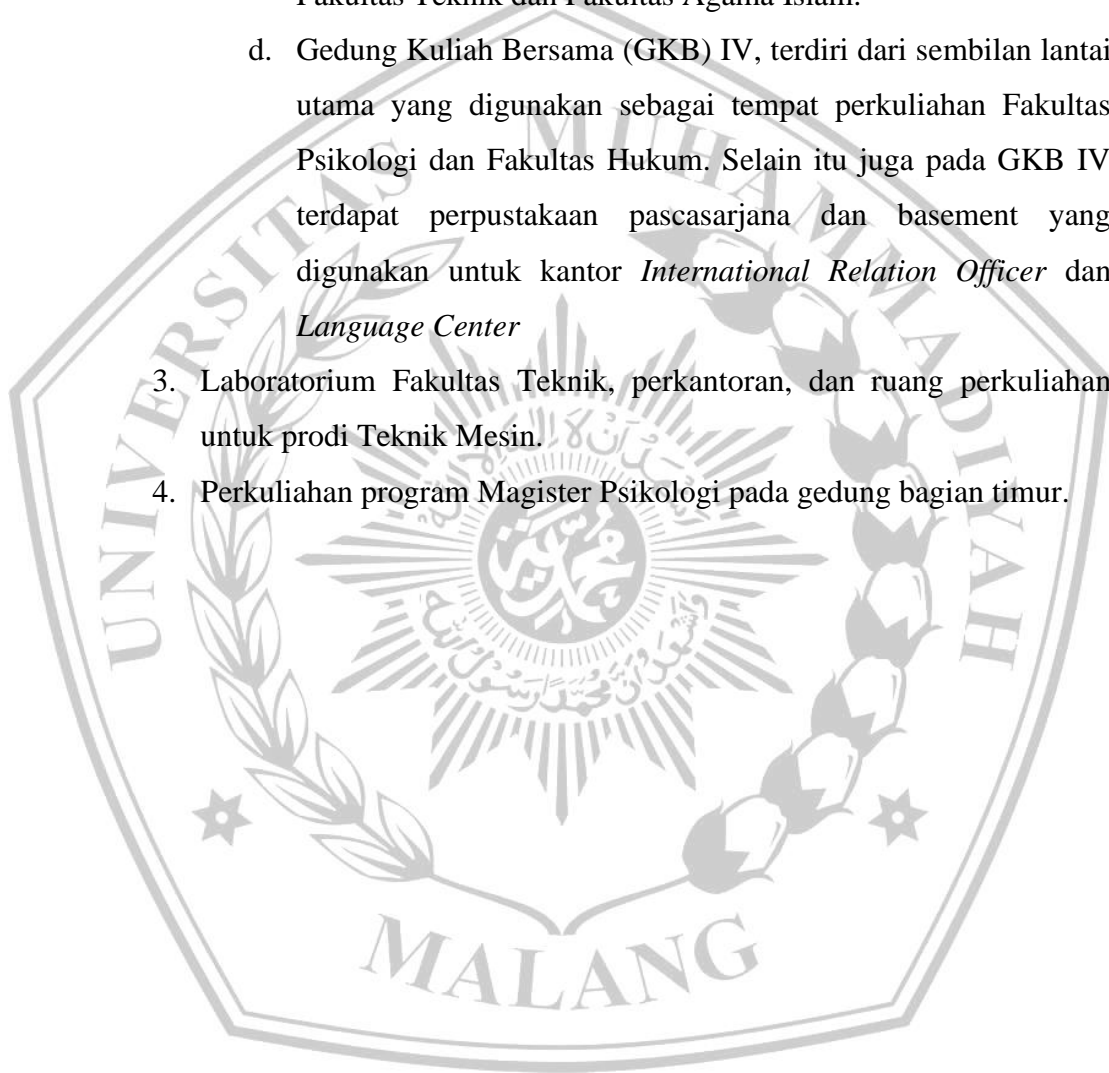 Fakultas Teknik dan Fakultas Agama Islam.
d. Gedung Kuliah Bersama (GKB) IV, terdiri dari sembilan lantai
utama yang digunakan sebagai tempat perkuliahan Fakultas
Psikologi dan Fakultas Hukum. Selain itu juga pada GKB IV
terdapat perpustakaan pascasarjana dan basement yang
digunakan untuk kantor International Relation Officer dan
Language Center
3. Laboratorium Fakultas Teknik, perkantoran, dan ruang perkuliahan
untuk prodi Teknik Mesin.
4. Perkuliahan program Magister Psikologi pada gedung bagian timur.
UNIVERSITAS MUHAMMADIYAH
MALANG